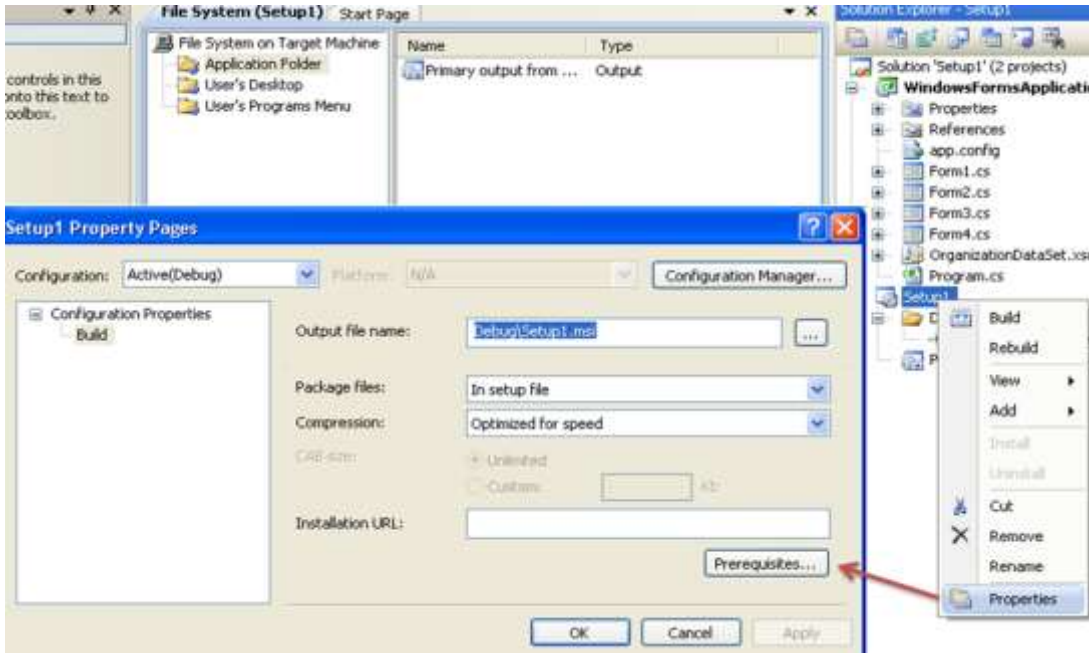 File System (Setup1)
Start Page
Solution Explorer - Setup1
controls in this
onto this text to
toolbox.
File System on Target Machine
Application Folder
User's Desktop
User's Programs Menu
Name
Type
Primary output from ...
Output
Solution 'Setup1' (2 projects)
WindowsFormsApplicati
Properties
References
app.config
Form1.cs
Form2.cs
Form3.cs
Form4.cs
OrganizationDataSet.xs
Program.cs
Setup1
D
P
Setup1 Property Pages
Configuration:
Active(Debug)
Platform:
N/A
Configuration Manager...
Configuration Properties
Build
Output file name:
Debug\Setup1.msi
...
Package files:
In setup file
Compression:
Optimized for speed
CAB size:
Unlimited
Custom:
Kb
Installation URL:
Prerequisites...
OK
Cancel
Apply
Build
Rebuild
View
Add
Install
Uninstall
Cut
Remove
Rename
Properties